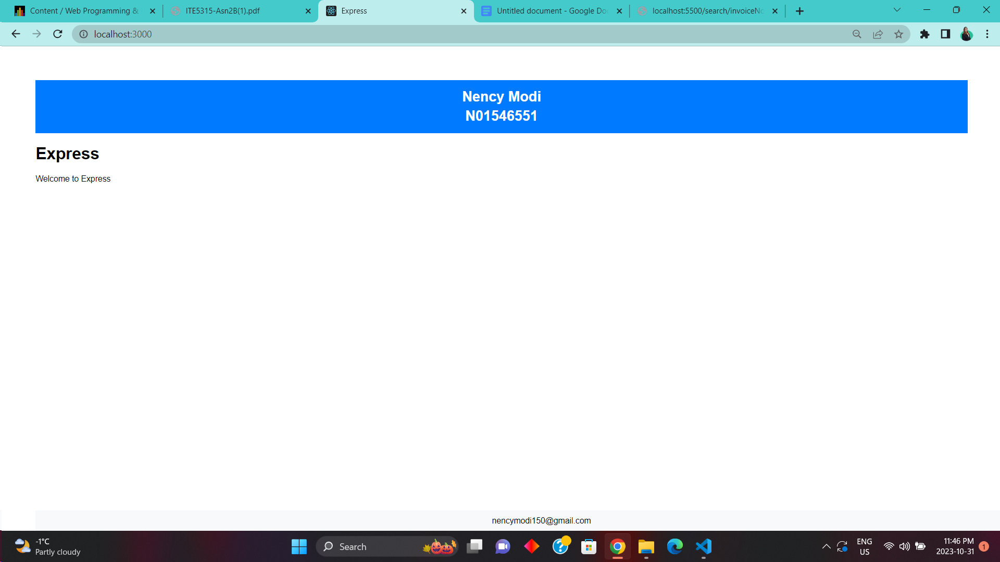 Content / Web Programming &
ITE5315-Asn2B(1).pdf
Express
Untitled document - Google Do
localhost:5500/search/invoiceNo
localhost:3000
Nency Modi
N01546551
Express
Welcome to Express
nencymodi150@gmail.com
-1°C
Partly cloudy
Search
ENG
US
11:46 PM
2023-10-31
1